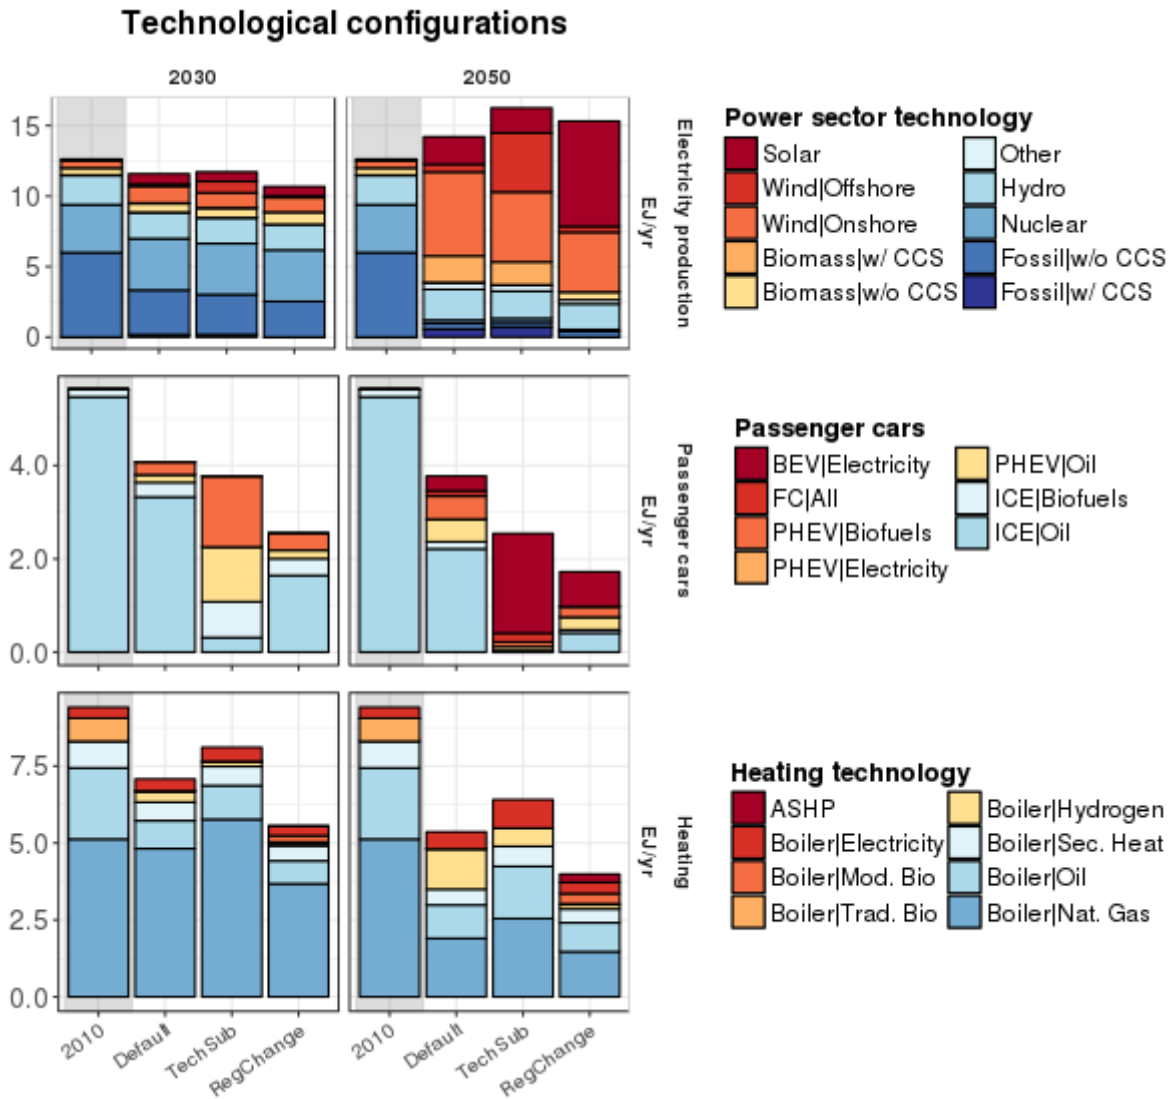 Technological configurations
2030
2050
15
10
5
0
Electricity production
EJ/yr
Power sector technology
Solar
Wind|Offshore
Wind|Onshore
Biomass|w/ CCS
Biomass|w/o CCS
Other
Hydro
Nuclear
Fossil|w/o CCS
Fossil|w/ CCS
4.0
2.0
0.0
Passenger cars
EJ/yr
Passenger cars
BEV|Electricity
FC|All
PHEV|Biofuels
PHEV|Electricity
PHEV|Oil
ICE|Biofuels
ICE|Oil
7.5
5.0
2.5
0.0
Heating
EJ/yr
Heating technology
ASHP
Boiler|Electricity
Boiler|Mod. Bio
Boiler|Trad. Bio
Boiler|Hydrogen
Boiler|Sec. Heat
Boiler|Oil
Boiler|Nat. Gas
2010
Default
TechSub
RegChange
2010
Default
TechSub
RegChange